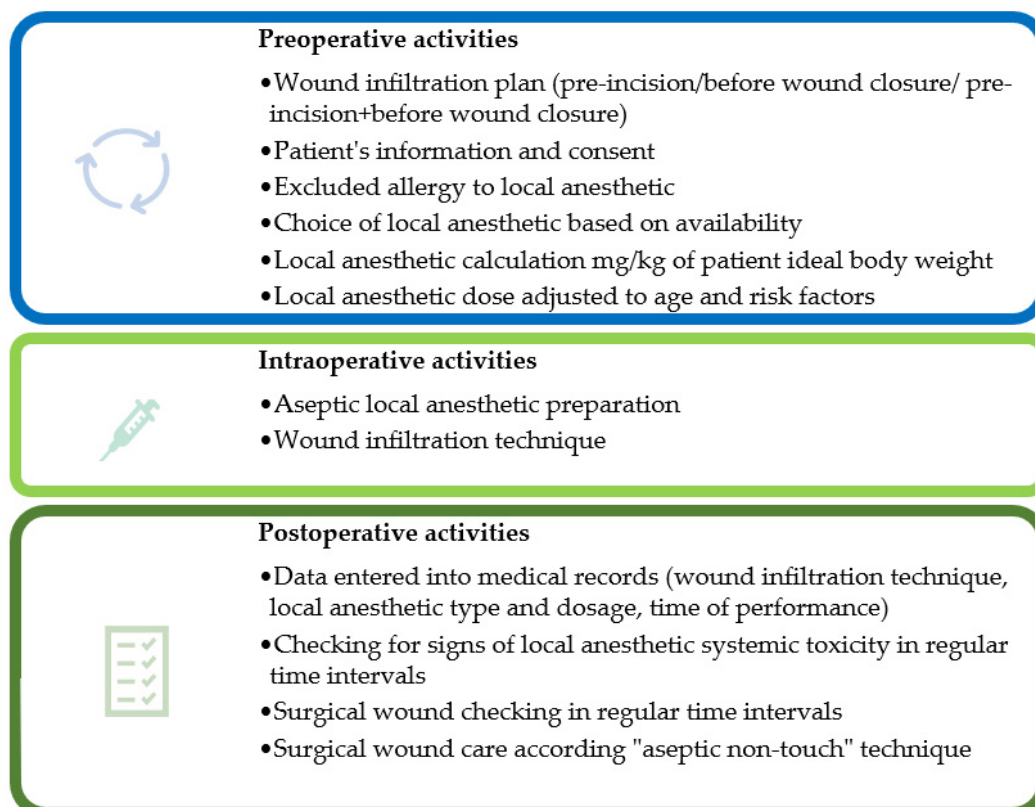 Preoperative activities
•Wound infiltration plan (pre-incision/before wound closure/ pre-
incision+before wound closure)
•Patient's information and consent
•Excluded allergy to local anesthetic
•Choice of local anesthetic based on availability
•Local anesthetic calculation mg/kg of patient ideal body weight
•Local anesthetic dose adjusted to age and risk factors
Intraoperative activities
•Aseptic local anesthetic preparation
•Wound infiltration technique
Postoperative activities
•Data entered into medical records (wound infiltration technique,
local anesthetic type and dosage, time of performance)
•Checking for signs of local anesthetic systemic toxicity in regular
time intervals
•Surgical wound checking in regular time intervals
•Surgical wound care according "aseptic non-touch" technique